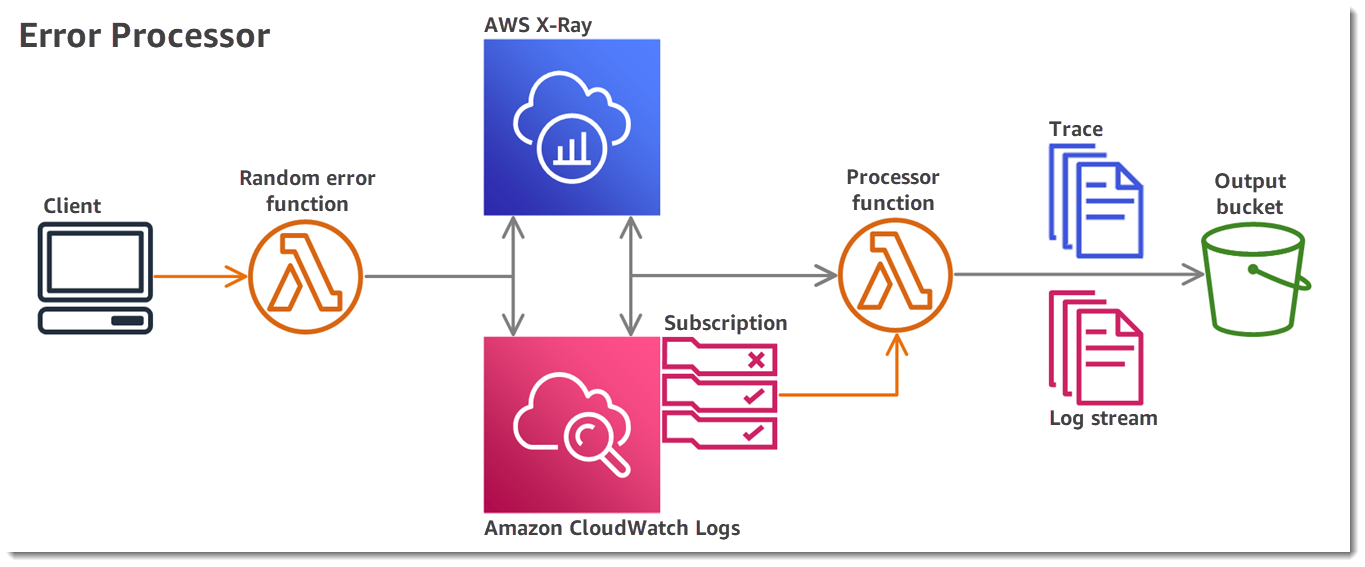 Error Processor
AWS X-Ray
Client
Random error
function
Subscription
Amazon CloudWatch Logs
Processor
function
Trace
Log stream
Output
bucket